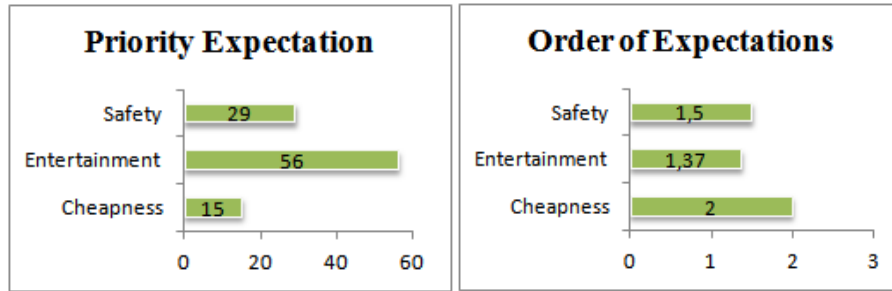 Priority Expectation
Safety
29
Entertainment
56
Cheapness
15
0 20 40 60
Order of Expectations
Safety
1,5
Entertainment
1,37
Cheapness
2
0 1 2 3